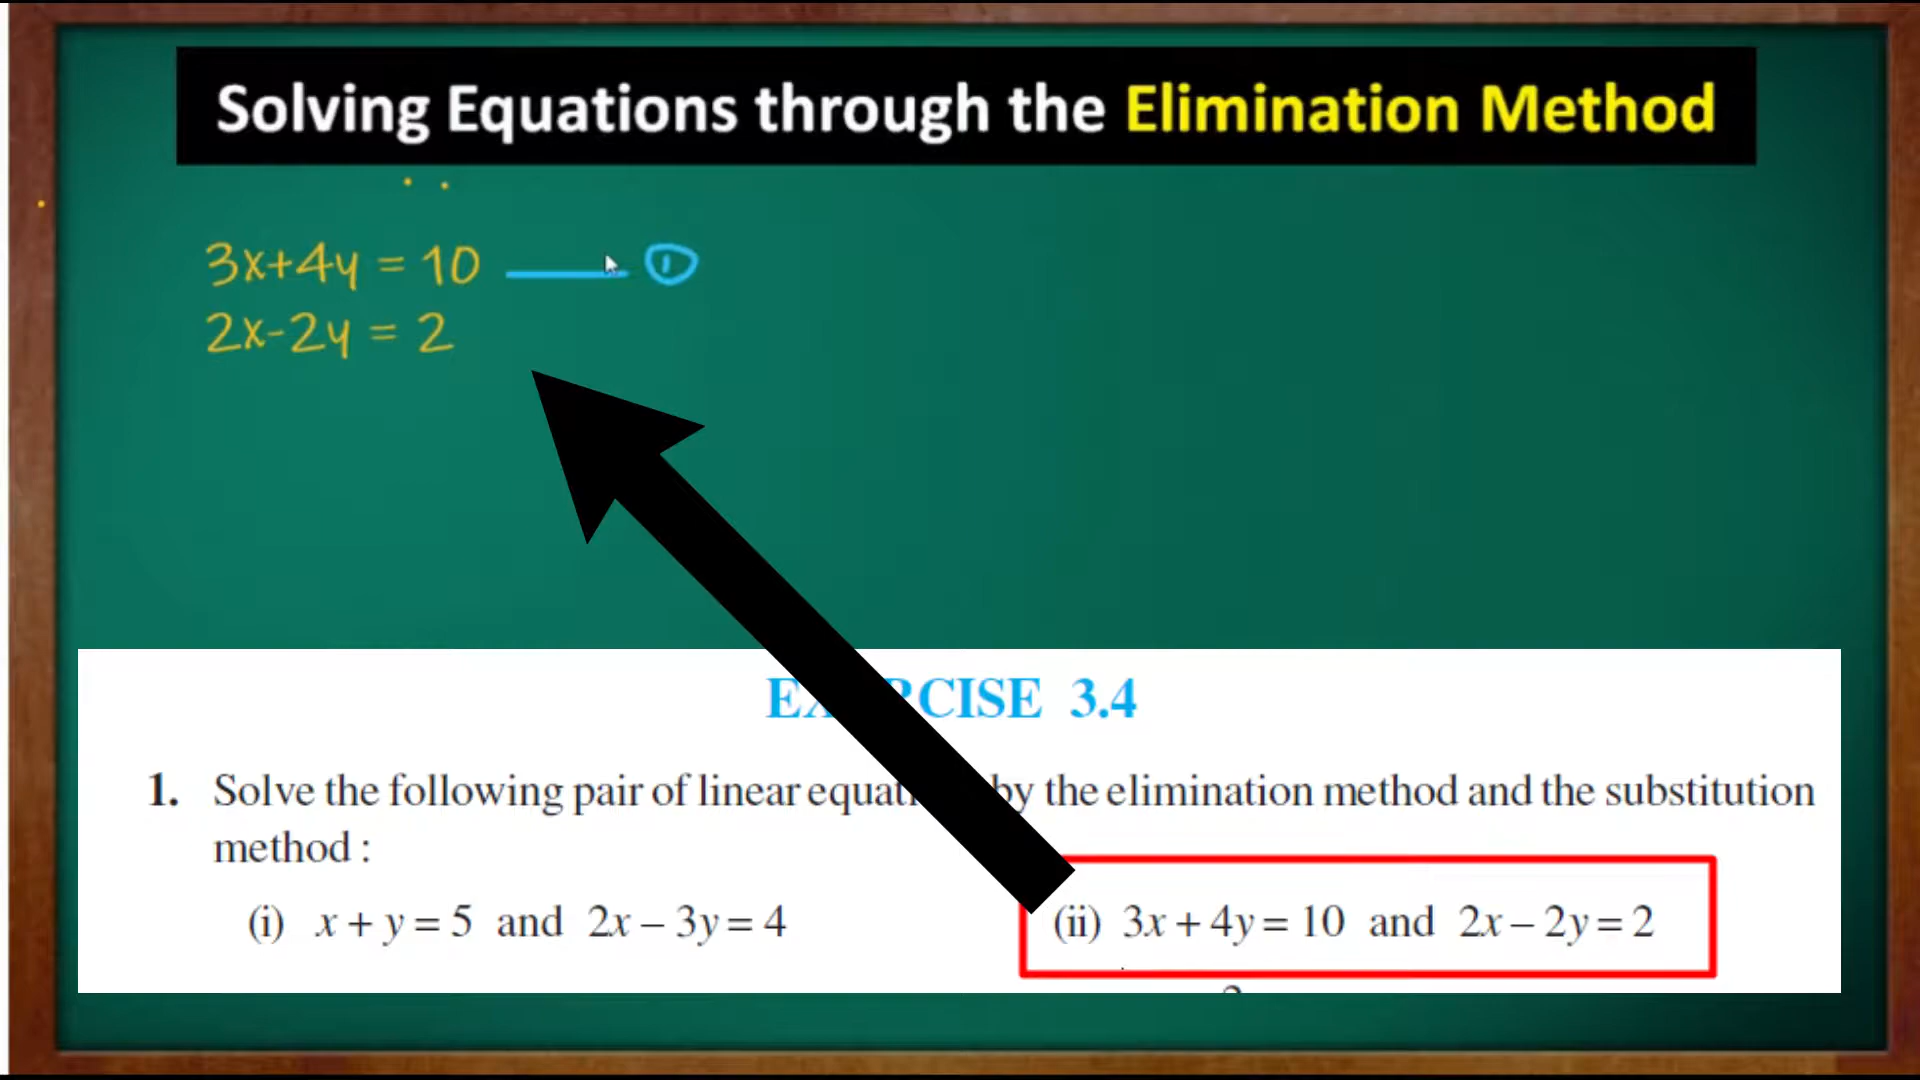 Solving Equations through the Elimination Method
3x+4y = 10 ——— ①
2x-2y = 2
EXERCISE 3.4
1. Solve the following pair of linear by the elimination method and the substitution
method :
(i) x + y = 5 and 2x – 3y = 4 (ii) 3x + 4y = 10 and 2x – 2y = 2